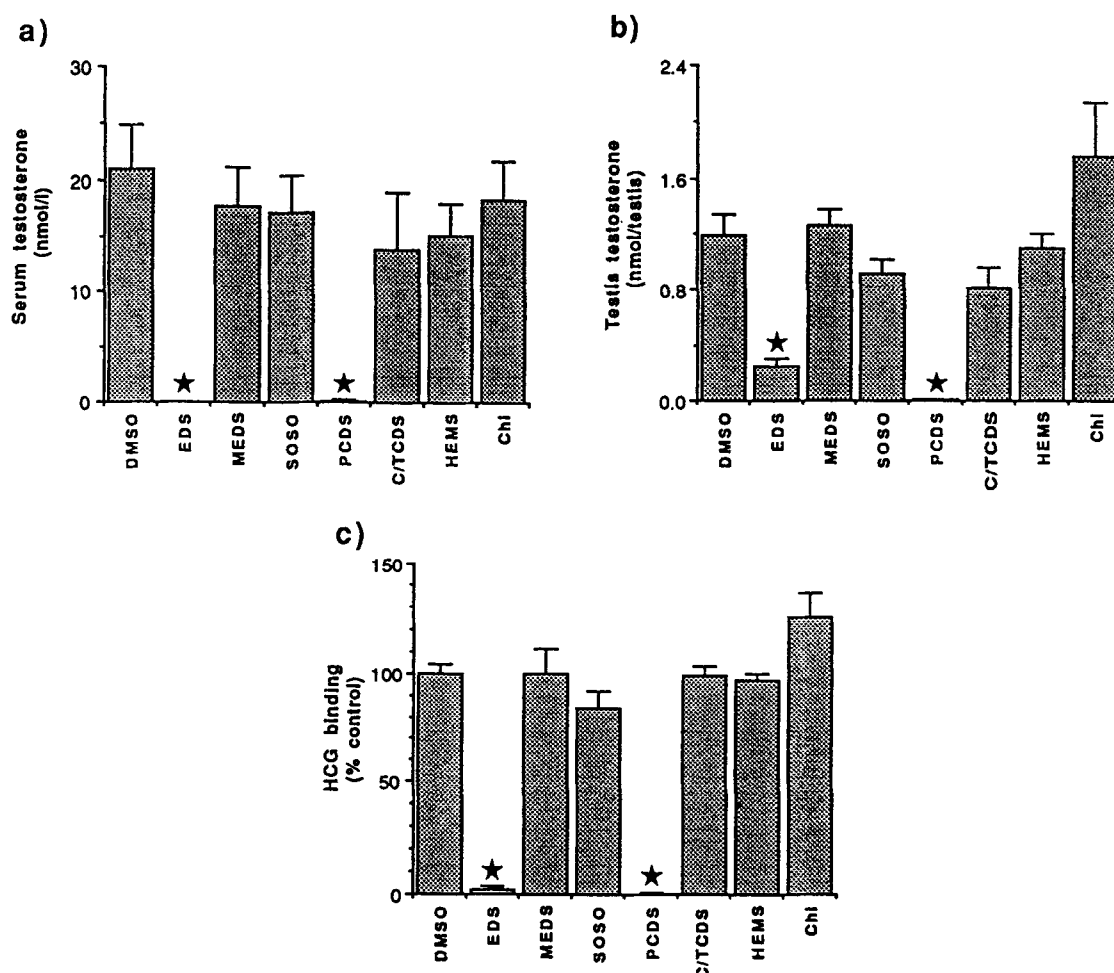 a)
Serum testosterone
(nmol/l)
30
20
10
0
DMSO
EDS
MEDS
SOSO
PCDS
C/TCDS
HEMS
Chl
b)
Testis testosterone
(nmol/testis)
2.4
1.6
0.8
0.0
DMSO
EDS
MEDS
SOSO
PCDS
C/TCDS
HEMS
Chl
c)
HCG binding
(% control)
150
100
50
0
DMSO
EDS
MEDS
SOSO
PCDS
C/TCDS
HEMS
Chl